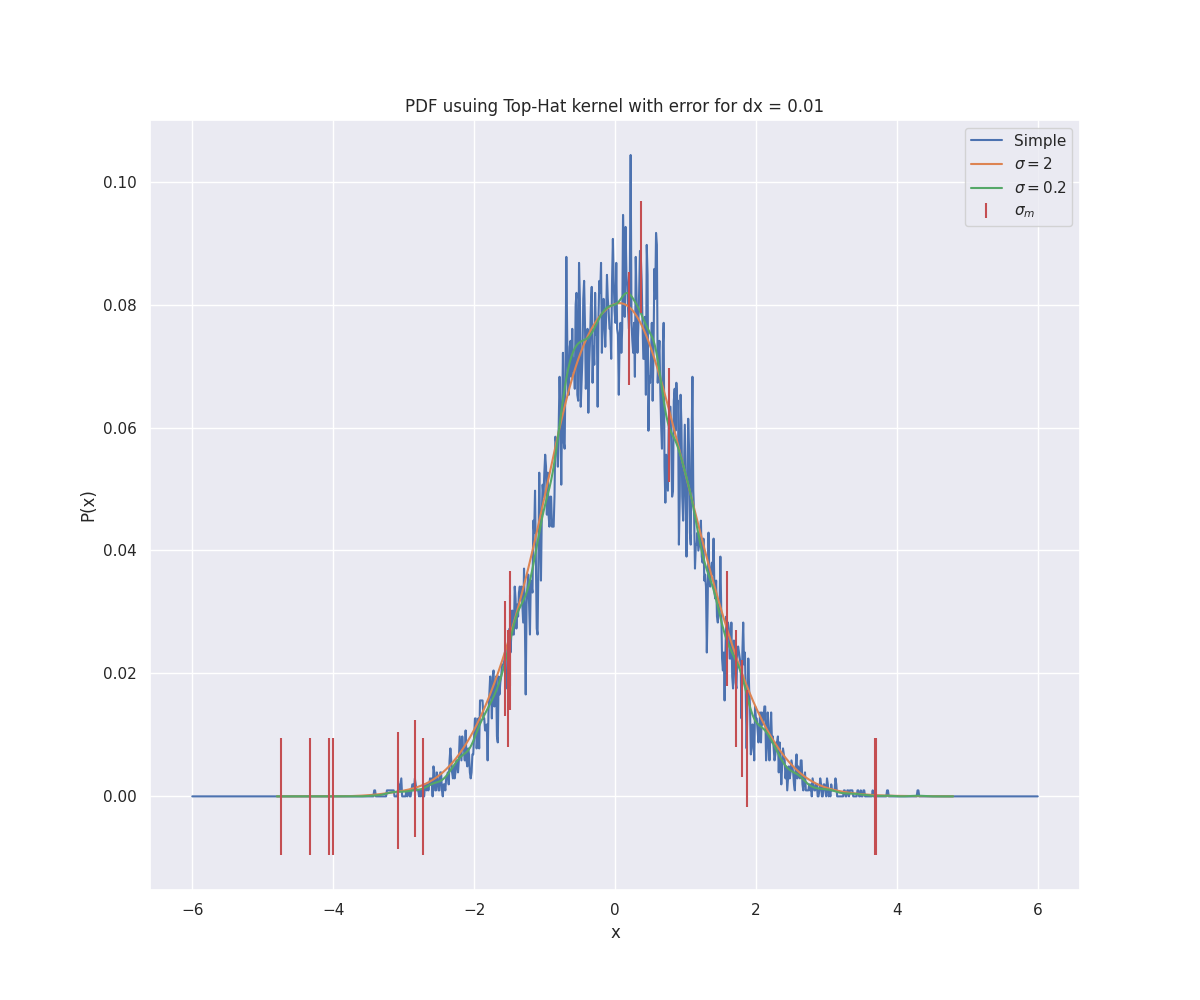 PDF usuing Top-Hat kernel with error for dx = 0.01
Simple
σ = 2
σ = 0.2
σm
P(x)
0.10
0.08
0.06
0.04
0.02
0.00
−6 −4 −2 0 2 4 6
x